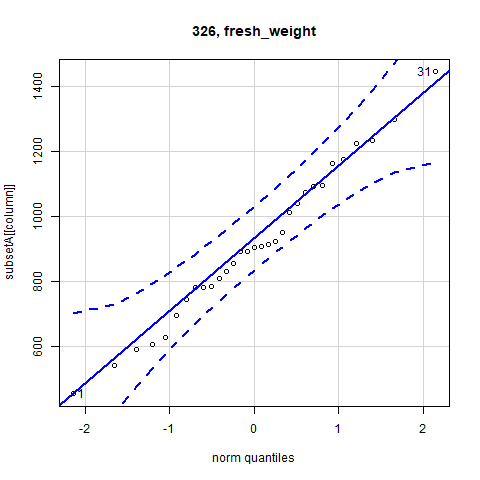 326, fresh_weight
subsetA[[column]]
1400
1200
1000
800
600
31
1
-2 -1 0 1 2
norm quantiles